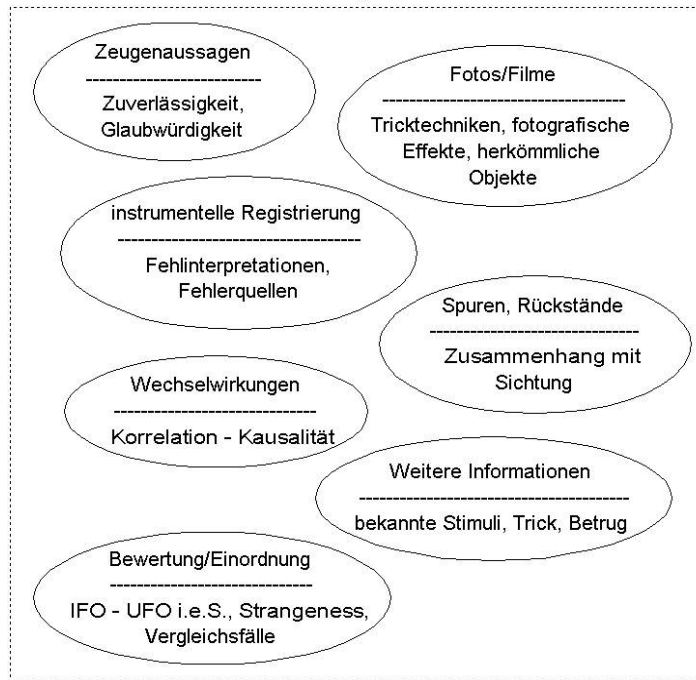 Zeugenaussagen
--------------------------
Zuverlässigkeit,
Glaubwürdigkeit
Fotos/Filme
------------------------------------
Tricktechniken, fotografische
Effekte, herkömmliche
Objekte
instrumentelle Registrierung
------------------------------------
Fehlinterpretationen,
Fehlerquellen
Spuren, Rückstände
-------------------------------
Zusammenhang mit
Sichtung
Wechselwirkungen
------------------------------
Korrelation - Kausalität
Weitere Informationen
----------------------------------------
bekannte Stimuli, Trick, Betrug
Bewertung/Einordnung
------------------------------
IFO - UFO i.e.S., Strangeness,
Vergleichsfälle